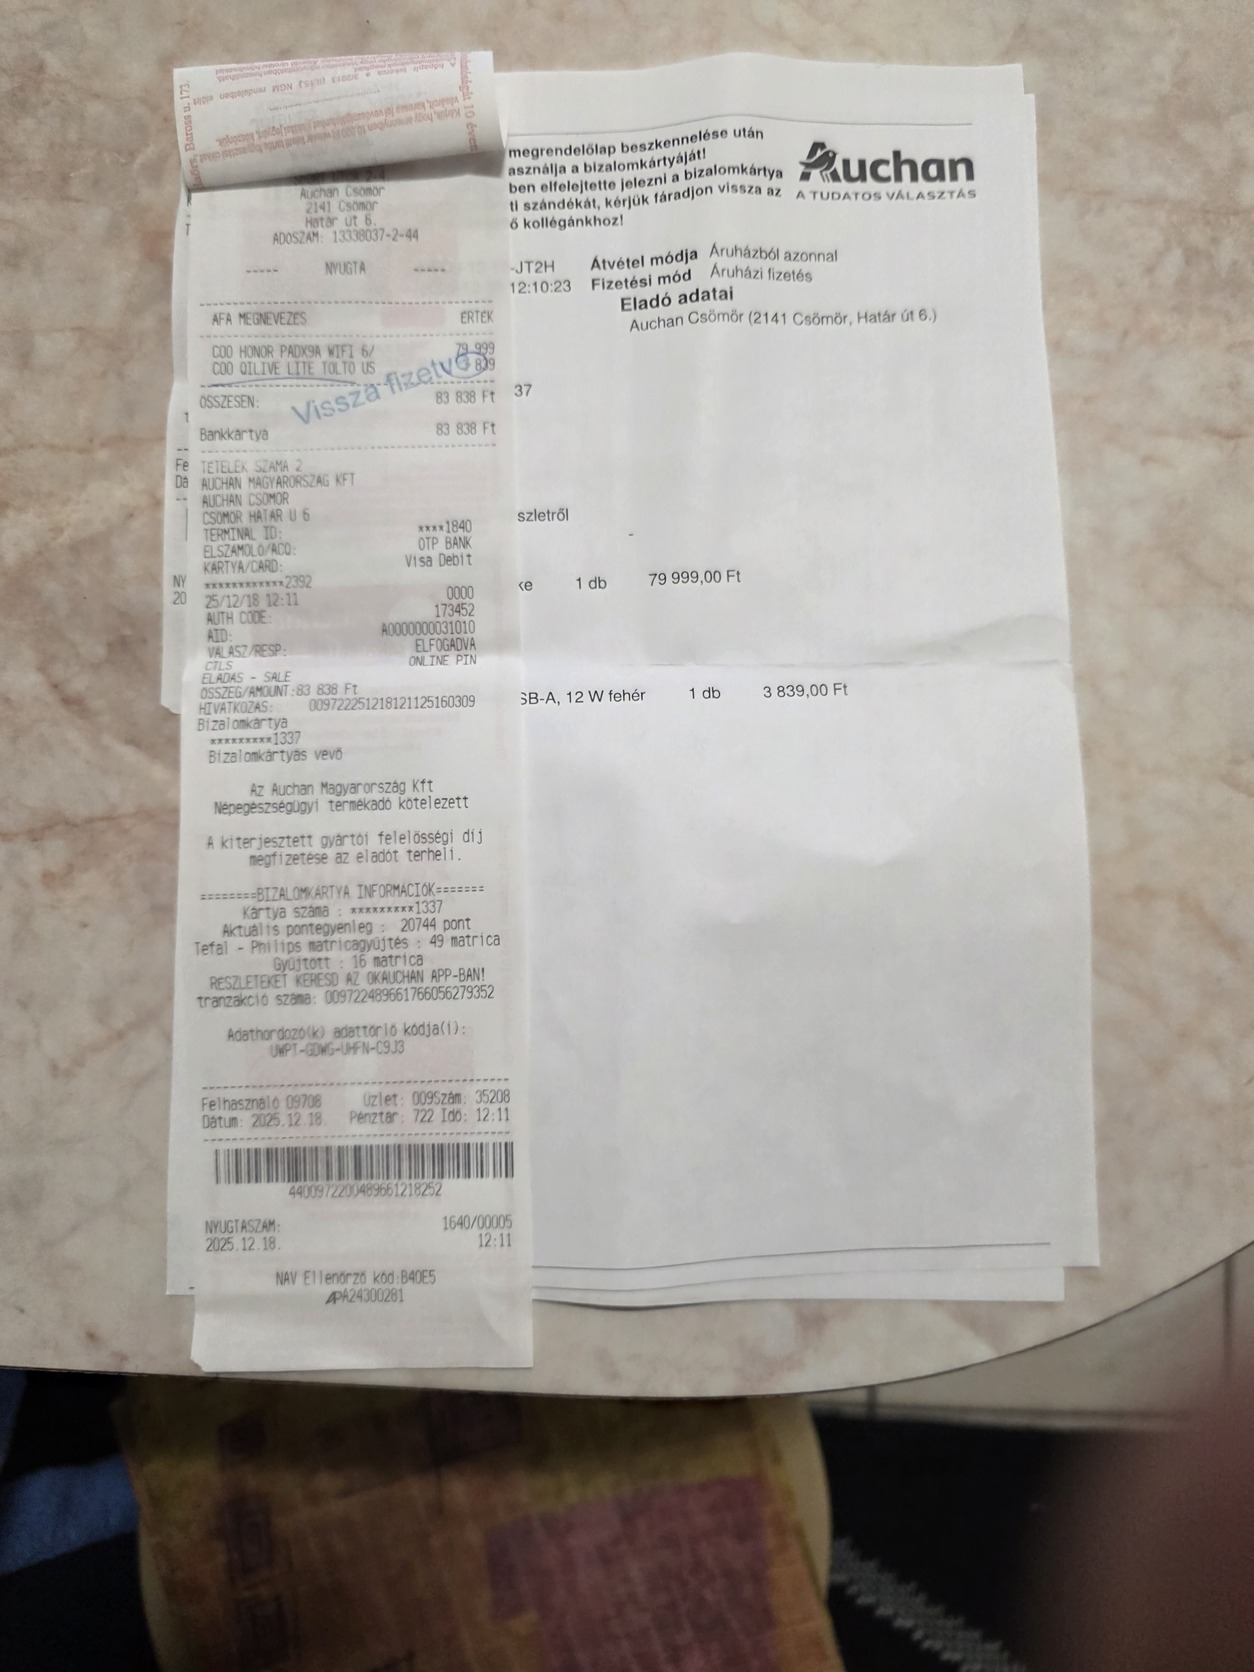 Baross u. 173.
megrendelőlap beszkennelése után
asználja a bizalomkártyáját!
ben elfelejtette jelezni a bizalomkártya
ti szándékát, kérjük fáradjon vissza az
ő kollégánkhoz!
Auchan
A TUDATOS VÁLASZTÁS
-JT2H Átvétel módja Áruházból azonnal
12:10:23 Fizetési mód Áruházi fizetés
Eladó adatai
Auchan Csömör (2141 Csömör, Határ út 6.)
37
szletről
ke 1 db 79 999,00 Ft
SB-A, 12 W fehér 1 db 3 839,00 Ft
Auchan Csömör
2141 Csömör
Határ út 6.
ADÓSZÁM: 13338037-2-44
----- NYUGTA -----
ÁFA MEGNEVEZÉS ÉRTÉK
C00 HONOR PADX9A WIFI 6/ 79 999
C00 QILIVE LITE TÖLTŐ US 839
Vissza fizetve
ÖSSZESEN: 83 838 Ft
Bankkártya 83 838 Ft
TÉTELEK SZÁMA 2
AUCHAN MAGYARORSZÁG KFT
AUCHAN CSÖMÖR
CSÖMÖR HATÁR U 6
TERMINAL ID: ****1840
ELSZÁMOLÓ/ACQ: OTP BANK
KÁRTYA/CARD: Visa Debit
************2392
25/12/18 12:11 0000
AUTH CODE: 173452
AID: A0000000031010
VÁLASZ/RESP: ELFOGADVA
CTLS ONLINE PIN
ELADÁS - SALE
ÖSSZEG/AMOUNT:83 838 Ft
HIVATKOZÁS: 009722251218121125160309
Bizalomkártya
*********1337
Bizalomkártyás vevő
Az Auchan Magyarország Kft
Népegészségügyi termékadó kötelezett
A kiterjesztett gyártói felelősségi díj
megfizetése az eladót terheli.
========BIZALOMKÁRTYA INFORMÁCIÓK=======
Kártya száma : *********1337
Aktuális pontegyenleg : 20744 pont
Tefal - Philips matricagyűjtés : 49 matrica
Gyűjtött : 16 matrica
RÉSZLETEKET KERESD AZ OKAUCHAN APP-BAN!
tranzakció száma: 009722489661766056279352
Adathordozó(k) adattörlő kódja(i):
UWPT-GDWG-UHFN-C9J3
Felhasználó 09708 Üzlet: 009Szám: 35208
Dátum: 2025.12.18. Pénztár: 722 Idő: 12:11
4400972200489661218252
NYUGTASZÁM: 1640/00005
2025.12.18. 12:11
NAV Ellenőrző kód:B40E5
APA24300281
Fe
Dá
NY
20